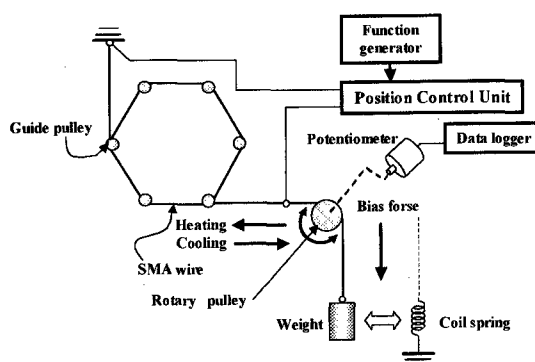 Function
generator
Position Control Unit
Guide pulley
Potentiometer
Data logger
Heating
Cooling
Bias forse
SMA wire
Rotary pulley
Weight
Coil spring